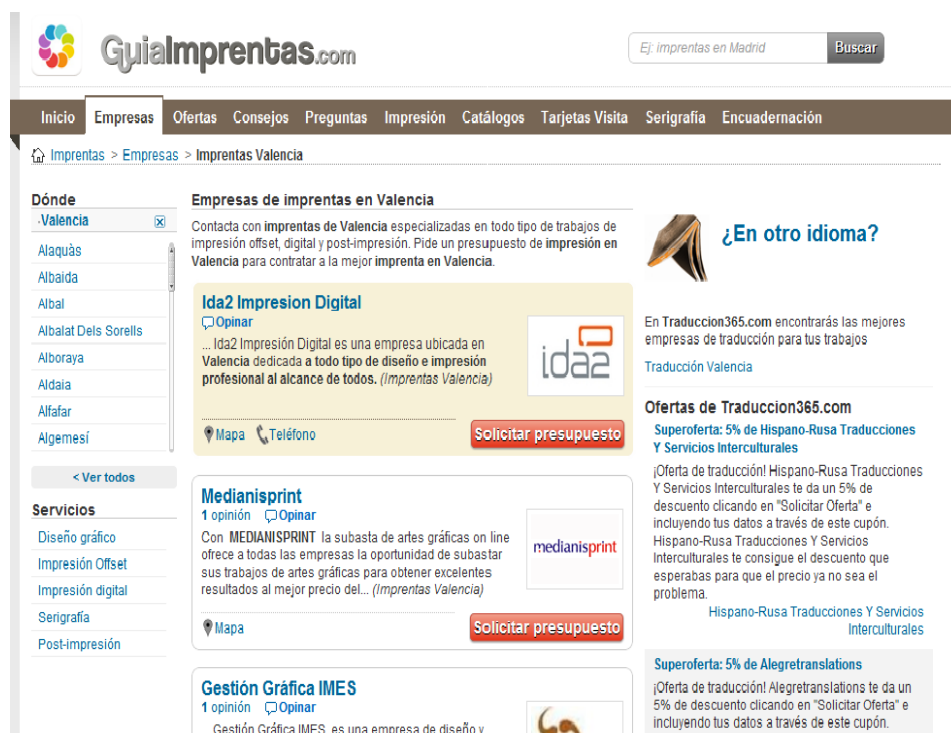 GuiaImprentas.com
Ej: imprentas en Madrid
Buscar
Inicio Empresas Ofertas Consejos Preguntas Impresión Catálogos Tarjetas Visita Serigrafía Encuadernación
Imprentas > Empresas > Imprentas Valencia
Dónde
·Valencia
Alaquàs
Albaida
Albal
Albalat Dels Sorells
Alboraya
Aldaia
Alfafar
Algemesí
< Ver todos
Servicios
Diseño gráfico
Impresión Offset
Impresión digital
Serigrafía
Post-impresión
Empresas de imprentas en Valencia
Contacta con imprentas de Valencia especializadas en todo tipo de trabajos de
impresión offset, digital y post-impresión. Pide un presupuesto de impresión en
Valencia para contratar a la mejor imprenta en Valencia.
Ida2 Impresion Digital
Opinar
... Ida2 Impresión Digital es una empresa ubicada en
Valencia dedicada a todo tipo de diseño e impresión
profesional al alcance de todos. (Imprentas Valencia)
ida2
Mapa Teléfono
Solicitar presupuesto
Medianisprint
1 opinión Opinar
Con MEDIANISPRINT la subasta de artes gráficas on line
ofrece a todas las empresas la oportunidad de subastar
sus trabajos de artes gráficas para obtener excelentes
resultados al mejor precio del... (Imprentas Valencia)
medianisprint
Mapa
Solicitar presupuesto
Gestión Gráfica IMES
1 opinión Opinar
Gestión Gráfica IMES, es una empresa de diseño y
¿En otro idioma?
En Traduccion365.com encontrarás las mejores
empresas de traducción para tus trabajos
Traducción Valencia
Ofertas de Traduccion365.com
Superoferta: 5% de Hispano-Rusa Traducciones
Y Servicios Interculturales
¡Oferta de traducción! Hispano-Rusa Traducciones
Y Servicios Interculturales te da un 5% de
descuento clicando en "Solicitar Oferta" e
incluyendo tus datos a través de este cupón.
Hispano-Rusa Traducciones Y Servicios
Interculturales te consigue el descuento que
esperabas para que el precio ya no sea el
problema.
Hispano-Rusa Traducciones Y Servicios
Interculturales
Superoferta: 5% de Alegretranslations
¡Oferta de traducción! Alegretranslations te da un
5% de descuento clicando en "Solicitar Oferta" e
incluyendo tus datos a través de este cupón.